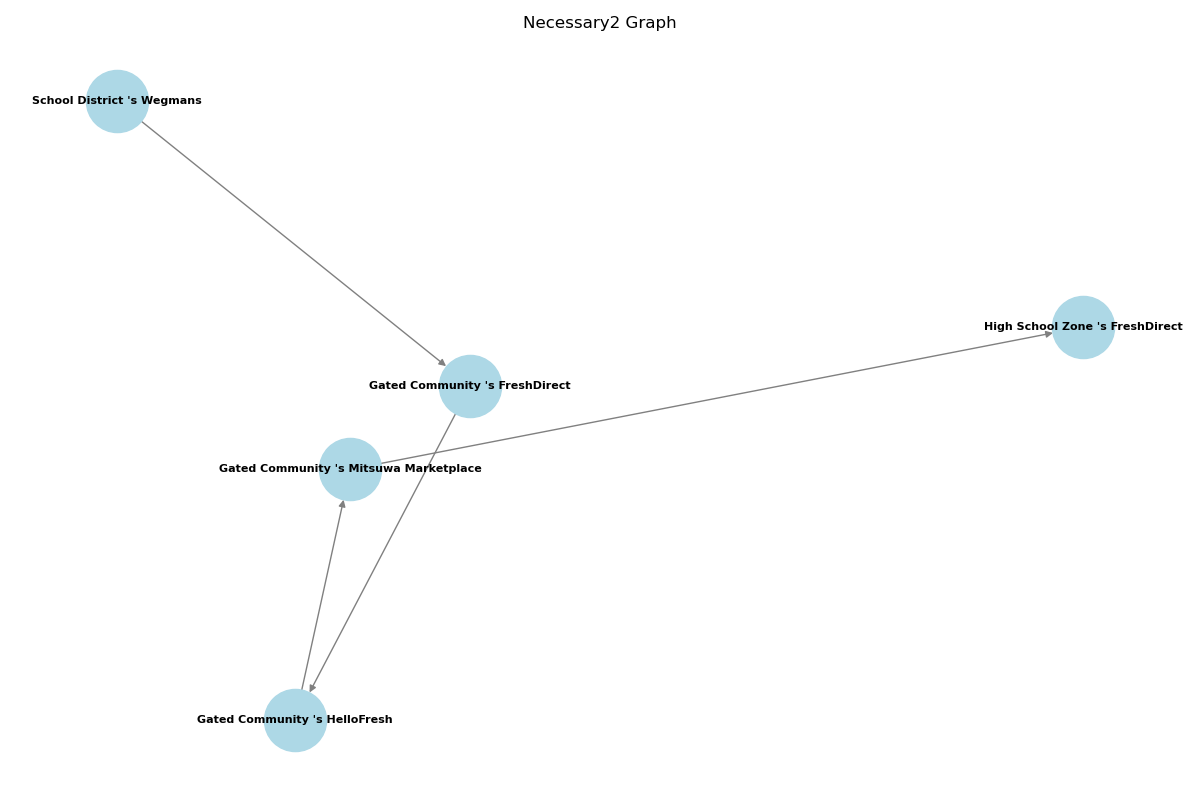 Necessary2 Graph
School District 's Wegmans
High School Zone 's FreshDirect
Gated Community 's FreshDirect
Gated Community 's Mitsuwa Marketplace
Gated Community 's HelloFresh